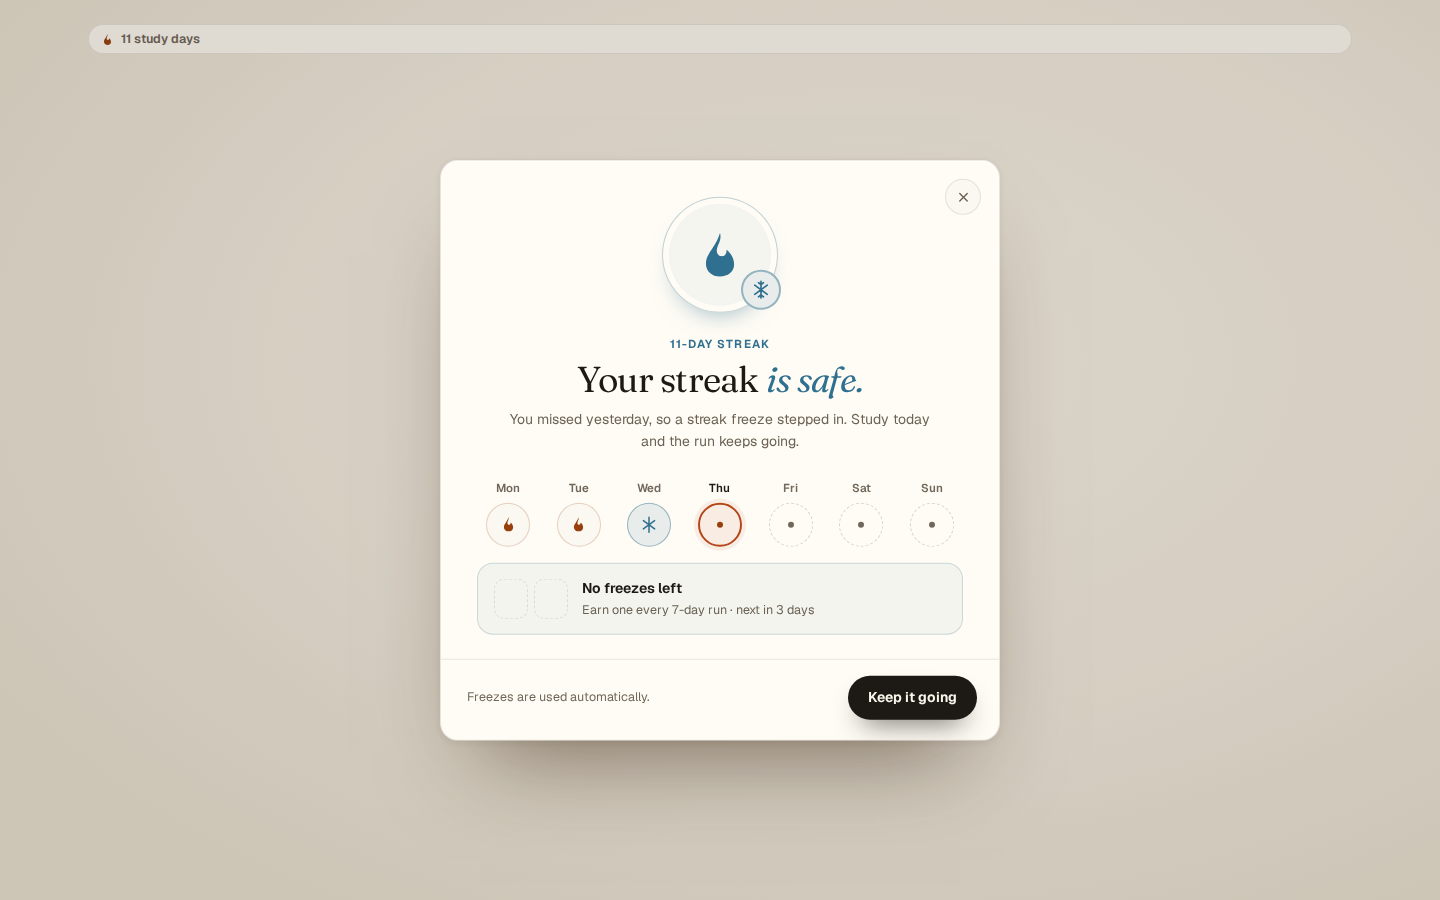 11 study days
11-DAY STREAK
Your streak is safe.
You missed yesterday, so a streak freeze stepped in. Study today
and the run keeps going.
Mon Tue Wed Thu Fri Sat Sun
No freezes left
Earn one every 7-day run · next in 3 days
Freezes are used automatically.
Keep it going